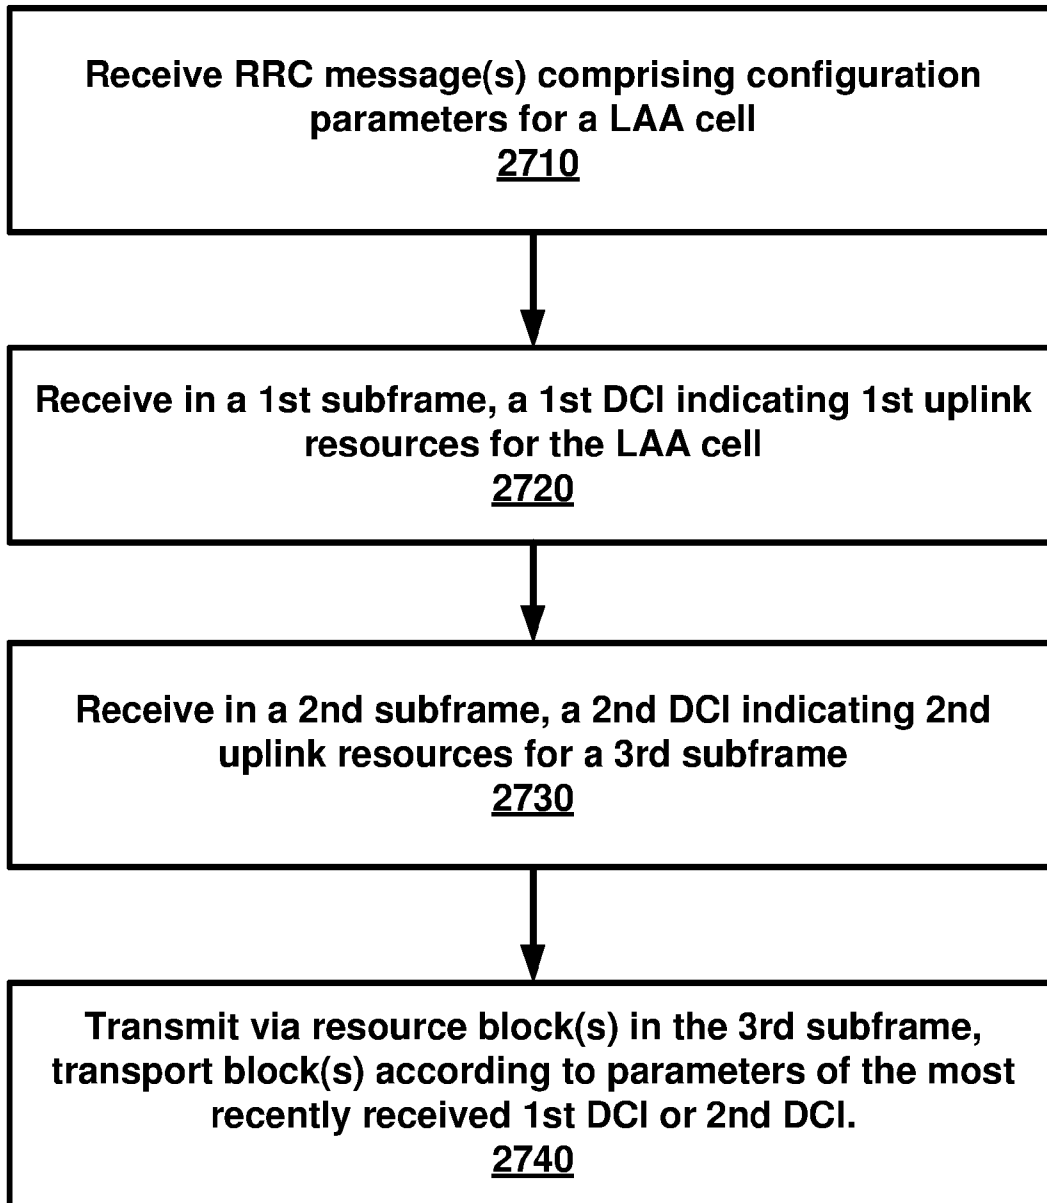 Receive RRC message(s) comprising configuration
parameters for a LAA cell
2710
Receive in a 1st subframe, a 1st DCI indicating 1st uplink
resources for the LAA cell
2720
Receive in a 2nd subframe, a 2nd DCI indicating 2nd
uplink resources for a 3rd subframe
2730
Transmit via resource block(s) in the 3rd subframe,
transport block(s) according to parameters of the most
recently received 1st DCI or 2nd DCI.
2740